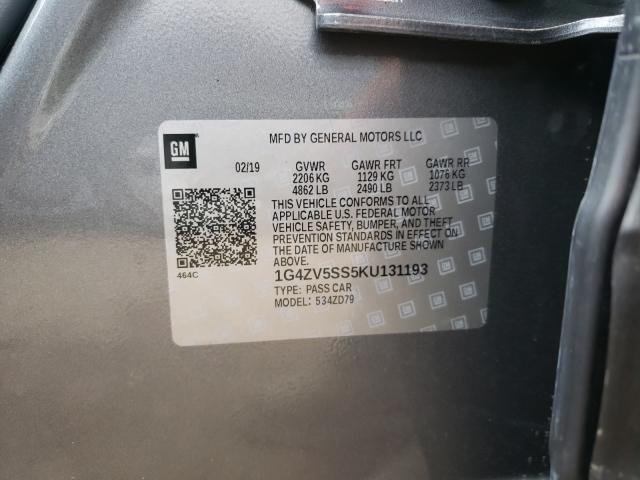 GM
MFD BY GENERAL MOTORS LLC
02/19 GVWR GAWR FRT GAWR RR
2206 KG 1129 KG 1076 KG
4862 LB 2490 LB 2373 LB
THIS VEHICLE CONFORMS TO ALL
APPLICABLE U.S. FEDERAL MOTOR
VEHICLE SAFETY, BUMPER, AND THEFT
PREVENTION STANDARDS IN EFFECT ON
THE DATE OF MANUFACTURE SHOWN
ABOVE.
464C
1G4ZV5SS5KU131193
TYPE: PASS CAR
MODEL: 534ZD79